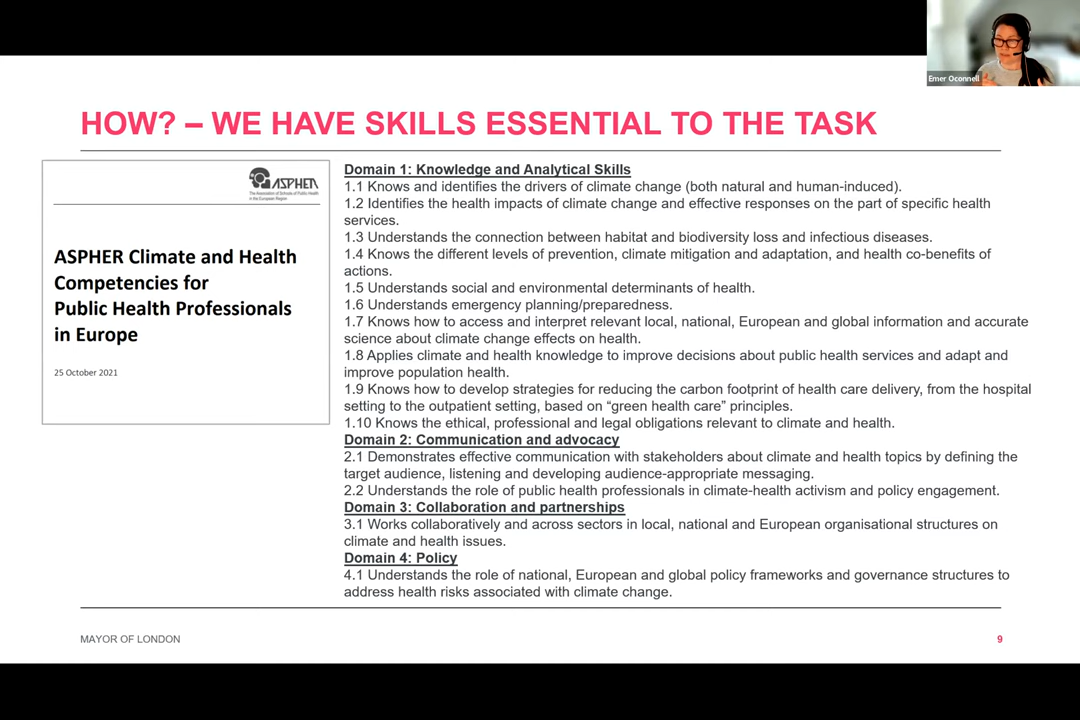 Emer Oconnell
HOW? – WE HAVE SKILLS ESSENTIAL TO THE TASK
ASPHER
The Association of Schools of Public Health
in the European Region
ASPHER Climate and Health
Competencies for
Public Health Professionals
in Europe
25 October 2021
Domain 1: Knowledge and Analytical Skills
1.1 Knows and identifies the drivers of climate change (both natural and human-induced).
1.2 Identifies the health impacts of climate change and effective responses on the part of specific health
services.
1.3 Understands the connection between habitat and biodiversity loss and infectious diseases.
1.4 Knows the different levels of prevention, climate mitigation and adaptation, and health co-benefits of
actions.
1.5 Understands social and environmental determinants of health.
1.6 Understands emergency planning/preparedness.
1.7 Knows how to access and interpret relevant local, national, European and global information and accurate
science about climate change effects on health.
1.8 Applies climate and health knowledge to improve decisions about public health services and adapt and
improve population health.
1.9 Knows how to develop strategies for reducing the carbon footprint of health care delivery, from the hospital
setting to the outpatient setting, based on “green health care” principles.
1.10 Knows the ethical, professional and legal obligations relevant to climate and health.
Domain 2: Communication and advocacy
2.1 Demonstrates effective communication with stakeholders about climate and health topics by defining the
target audience, listening and developing audience-appropriate messaging.
2.2 Understands the role of public health professionals in climate-health activism and policy engagement.
Domain 3: Collaboration and partnerships
3.1 Works collaboratively and across sectors in local, national and European organisational structures on
climate and health issues.
Domain 4: Policy
4.1 Understands the role of national, European and global policy frameworks and governance structures to
address health risks associated with climate change.
MAYOR OF LONDON
9